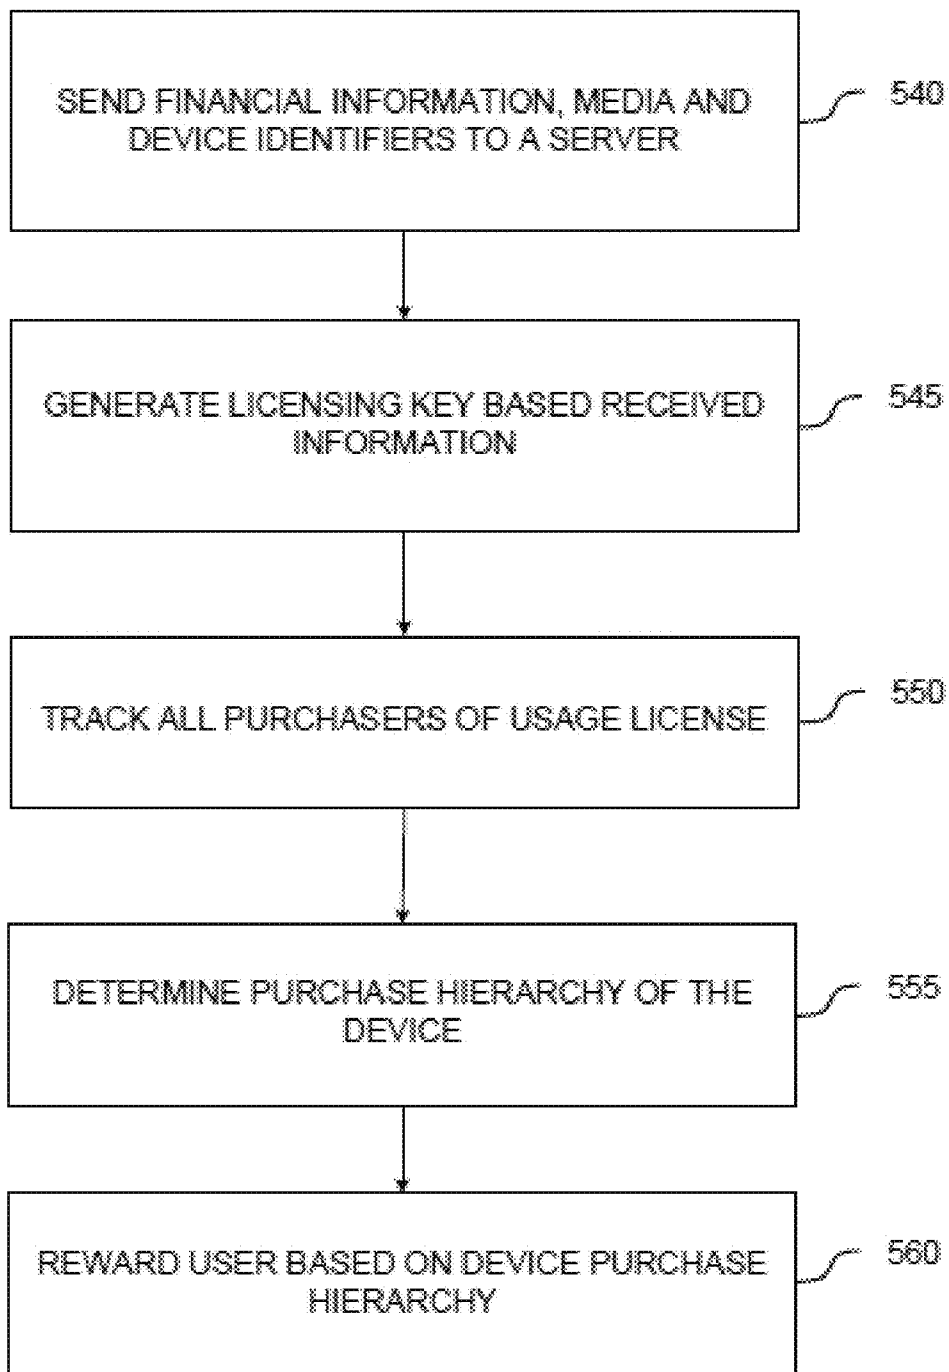 SEND FINANCIAL INFORMATION, MEDIA AND
DEVICE IDENTIFIERS TO A SERVER
540
GENERATE LICENSING KEY BASED RECEIVED
INFORMATION
545
TRACK ALL PURCHASERS OF USAGE LICENSE
550
DETERMINE PURCHASE HIERARCHY OF THE
DEVICE
555
REWARD USER BASED ON DEVICE PURCHASE
HIERARCHY
560